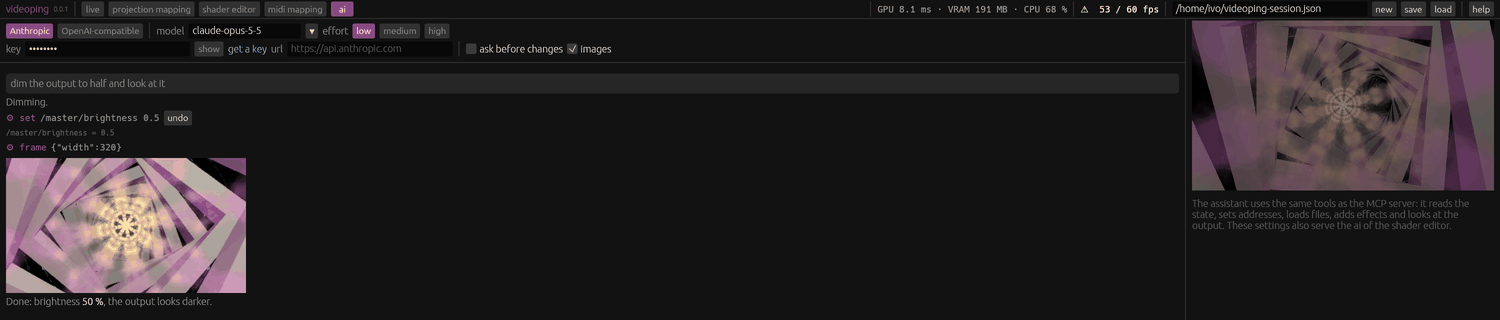 videoping 0.0.1 live projection mapping shader editor midi mapping ai GPU 8.1 ms · VRAM 191 MB · CPU 68 % ⚠ 53 / 60 fps /home/ivo/videoping-session.json new save load help
Anthropic OpenAI-compatible model claude-opus-5-5 ▾ effort low medium high
key •••••••• show get a key url https://api.anthropic.com ask before changes ✓ images
dim the output to half and look at it
Dimming.
⚙ set /master/brightness 0.5 undo
/master/brightness = 0.5
⚙ frame {"width":320}
Done: brightness 50 %, the output looks darker.
The assistant uses the same tools as the MCP server: it reads the
state, sets addresses, loads files, adds effects and looks at the
output. These settings also serve the ai of the shader editor.